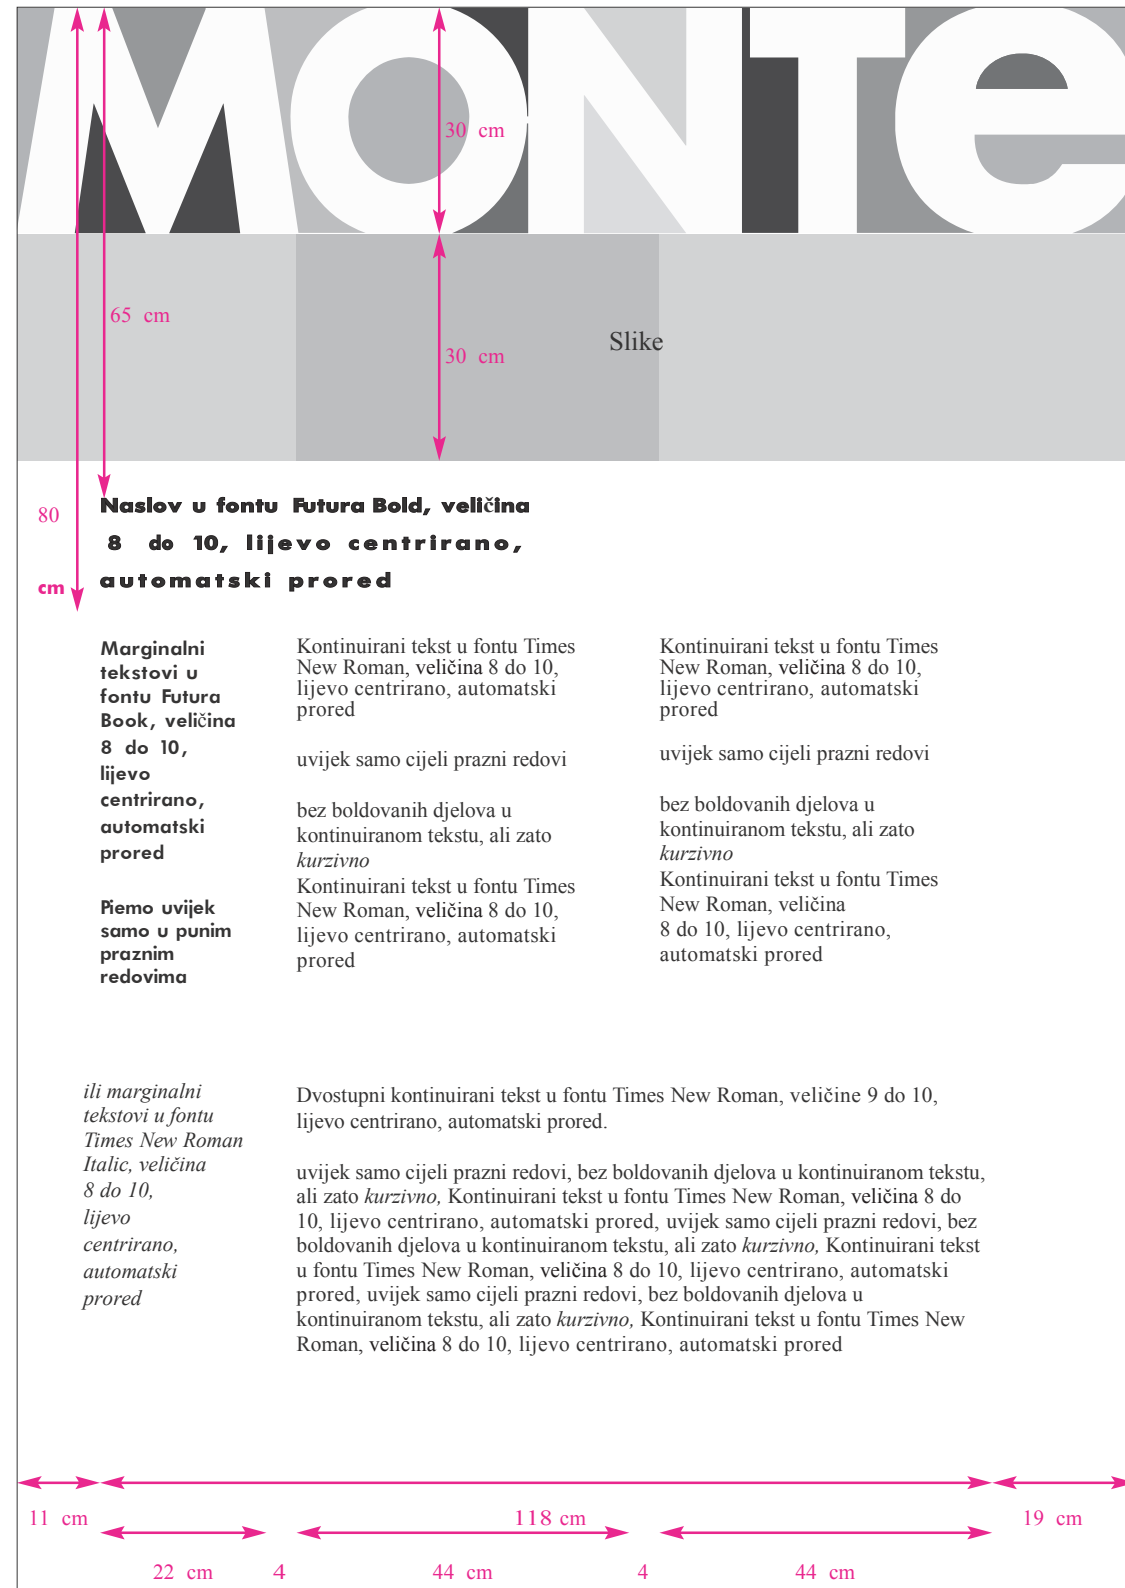 MONTe
30 cm
65 cm
30 cm
Slike
80
cm
Naslov u fontu Futura Bold, veličina
8 do 10, lijevo centrirano,
automatski prored
Marginalni
tekstovi u
fontu Futura
Book, veličina
8 do 10,
lijevo
centrirano,
automatski
prored
Piemo uvijek
samo u punim
praznim
redovima
Kontinuirani tekst u fontu Times
New Roman, veličina 8 do 10,
lijevo centrirano, automatski
prored
uvijek samo cijeli prazni redovi
bez boldovanih djelova u
kontinuiranom tekstu, ali zato
kurzivno
Kontinuirani tekst u fontu Times
New Roman, veličina 8 do 10,
lijevo centrirano, automatski
prored
Kontinuirani tekst u fontu Times
New Roman, veličina 8 do 10,
lijevo centrirano, automatski
prored
uvijek samo cijeli prazni redovi
bez boldovanih djelova u
kontinuiranom tekstu, ali zato
kurzivno
Kontinuirani tekst u fontu Times
New Roman, veličina
8 do 10, lijevo centrirano,
automatski prored
ili marginalni
tekstovi u fontu
Times New Roman
Italic, veličina
8 do 10,
lijevo
centrirano,
automatski
prored
Dvostupni kontinuirani tekst u fontu Times New Roman, veličine 9 do 10,
lijevo centrirano, automatski prored.
uvijek samo cijeli prazni redovi, bez boldovanih djelova u kontinuiranom tekstu,
ali zato kurzivno, Kontinuirani tekst u fontu Times New Roman, veličina 8 do
10, lijevo centrirano, automatski prored, uvijek samo cijeli prazni redovi, bez
boldovanih djelova u kontinuiranom tekstu, ali zato kurzivno, Kontinuirani tekst
u fontu Times New Roman, veličina 8 do 10, lijevo centrirano, automatski
prored, uvijek samo cijeli prazni redovi, bez boldovanih djelova u
kontinuiranom tekstu, ali zato kurzivno, Kontinuirani tekst u fontu Times New
Roman, veličina 8 do 10, lijevo centrirano, automatski prored
11 cm
118 cm
19 cm
22 cm
4
44 cm
4
44 cm